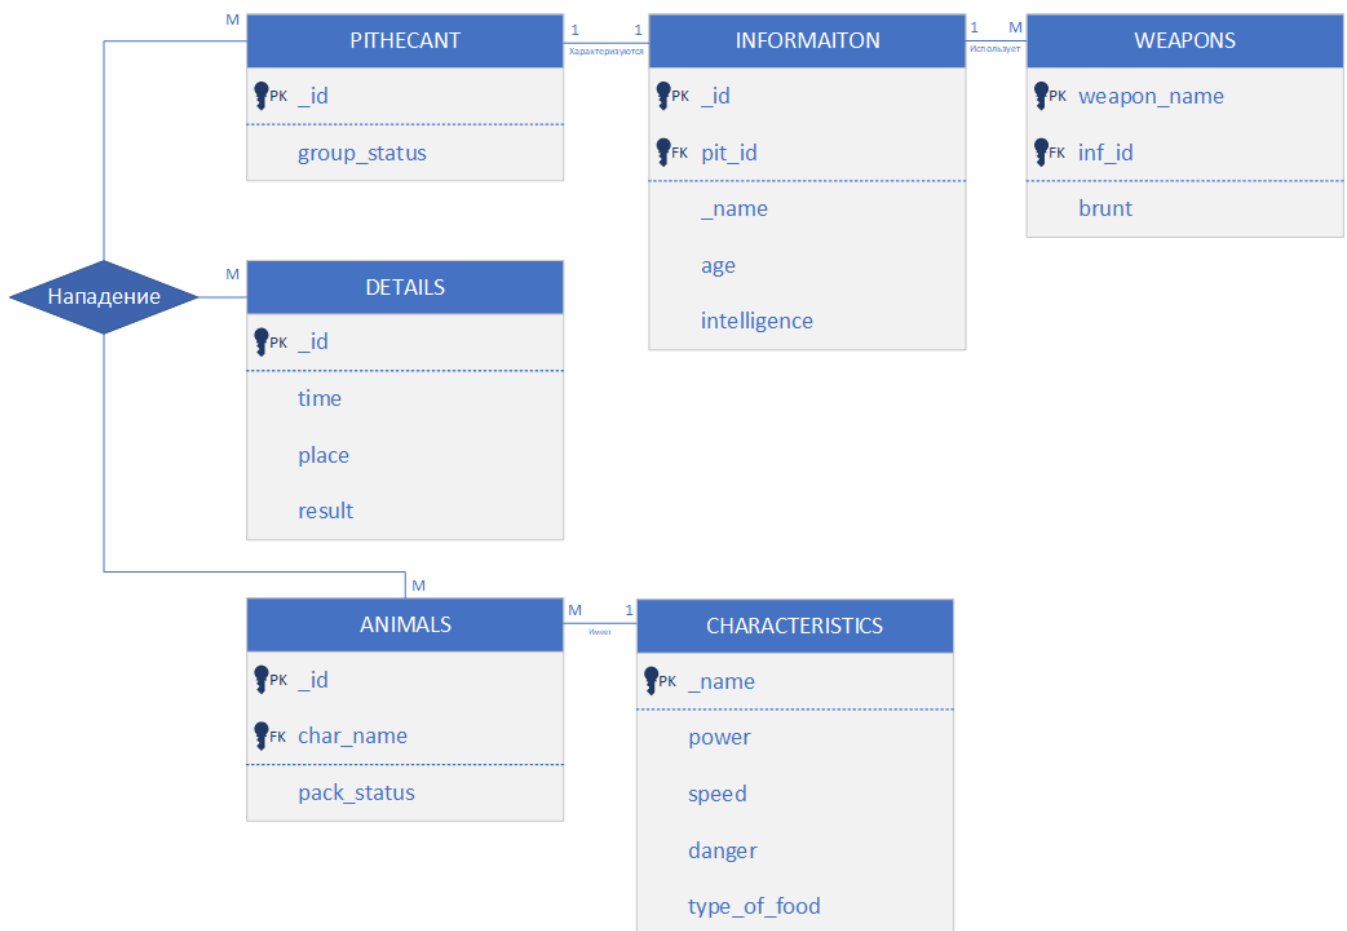 M
PITHECANT
PK _id
group_status
1 1
Характеризуются
INFORMAITON
PK _id
FK pit_id
_name
age
intelligence
1 M
Использует
WEAPONS
PK weapon_name
FK inf_id
brunt
Нападение
M
DETAILS
PK _id
time
place
result
M
ANIMALS
PK _id
FK char_name
pack_status
M 1
CHARACTERISTICS
PK _name
power
speed
danger
type_of_food